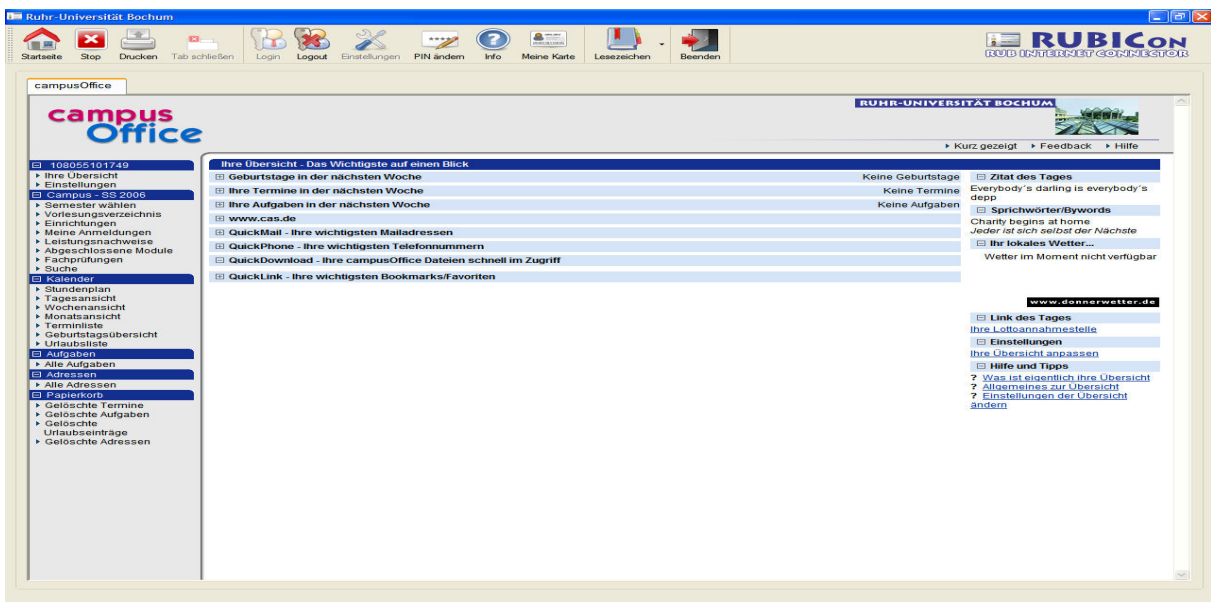 Ruhr-Universität Bochum
Startseite Stop Drucken Tab schließen Login Logout Einstellungen PIN ändern Info Meine Karte Lesezeichen Beenden
RUBICon
RUB INTERNET CONNECTOR
campusOffice
campus
Office
RUHR-UNIVERSITÄT BOCHUM
Kurz gezeigt Feedback Hilfe
108055101749
Ihre Übersicht
Einstellungen
Campus - SS 2006
Semester wählen
Vorlesungsverzeichnis
Einrichtungen
Meine Anmeldungen
Leistungsnachweise
Abgeschlossene Module
Fachprüfungen
Suche
Kalender
Stundenplan
Tagesansicht
Wochenansicht
Monatsansicht
Terminliste
Geburtstagsübersicht
Urlaubsliste
Aufgaben
Alle Aufgaben
Adressen
Alle Adressen
Papierkorb
Gelöschte Termine
Gelöschte Aufgaben
Gelöschte
Urlaubseinträge
Gelöschte Adressen
Ihre Übersicht - Das Wichtigste auf einen Blick
Geburtstage in der nächsten Woche Keine Geburtstage
Ihre Termine in der nächsten Woche Keine Termine
Ihre Aufgaben in der nächsten Woche Keine Aufgaben
www.cas.de
QuickMail - Ihre wichtigsten Mailadressen
QuickPhone - Ihre wichtigsten Telefonnummern
QuickDownload - Ihre campusOffice Dateien schnell im Zugriff
QuickLink - Ihre wichtigsten Bookmarks/Favoriten
Zitat des Tages
Everybody´s darling is everybody´s
depp
Sprichwörter/Bywords
Charity begins at home
Jeder ist sich selbst der Nächste
Ihr lokales Wetter...
Wetter im Moment nicht verfügbar
www.donnerwetter.de
Link des Tages
Ihre Lottoannahmestelle
Einstellungen
Ihre Übersicht anpassen
Hilfe und Tipps
? Was ist eigentlich ihre Übersicht
? Allgemeines zur Übersicht
? Einstellungen der Übersicht
ändern